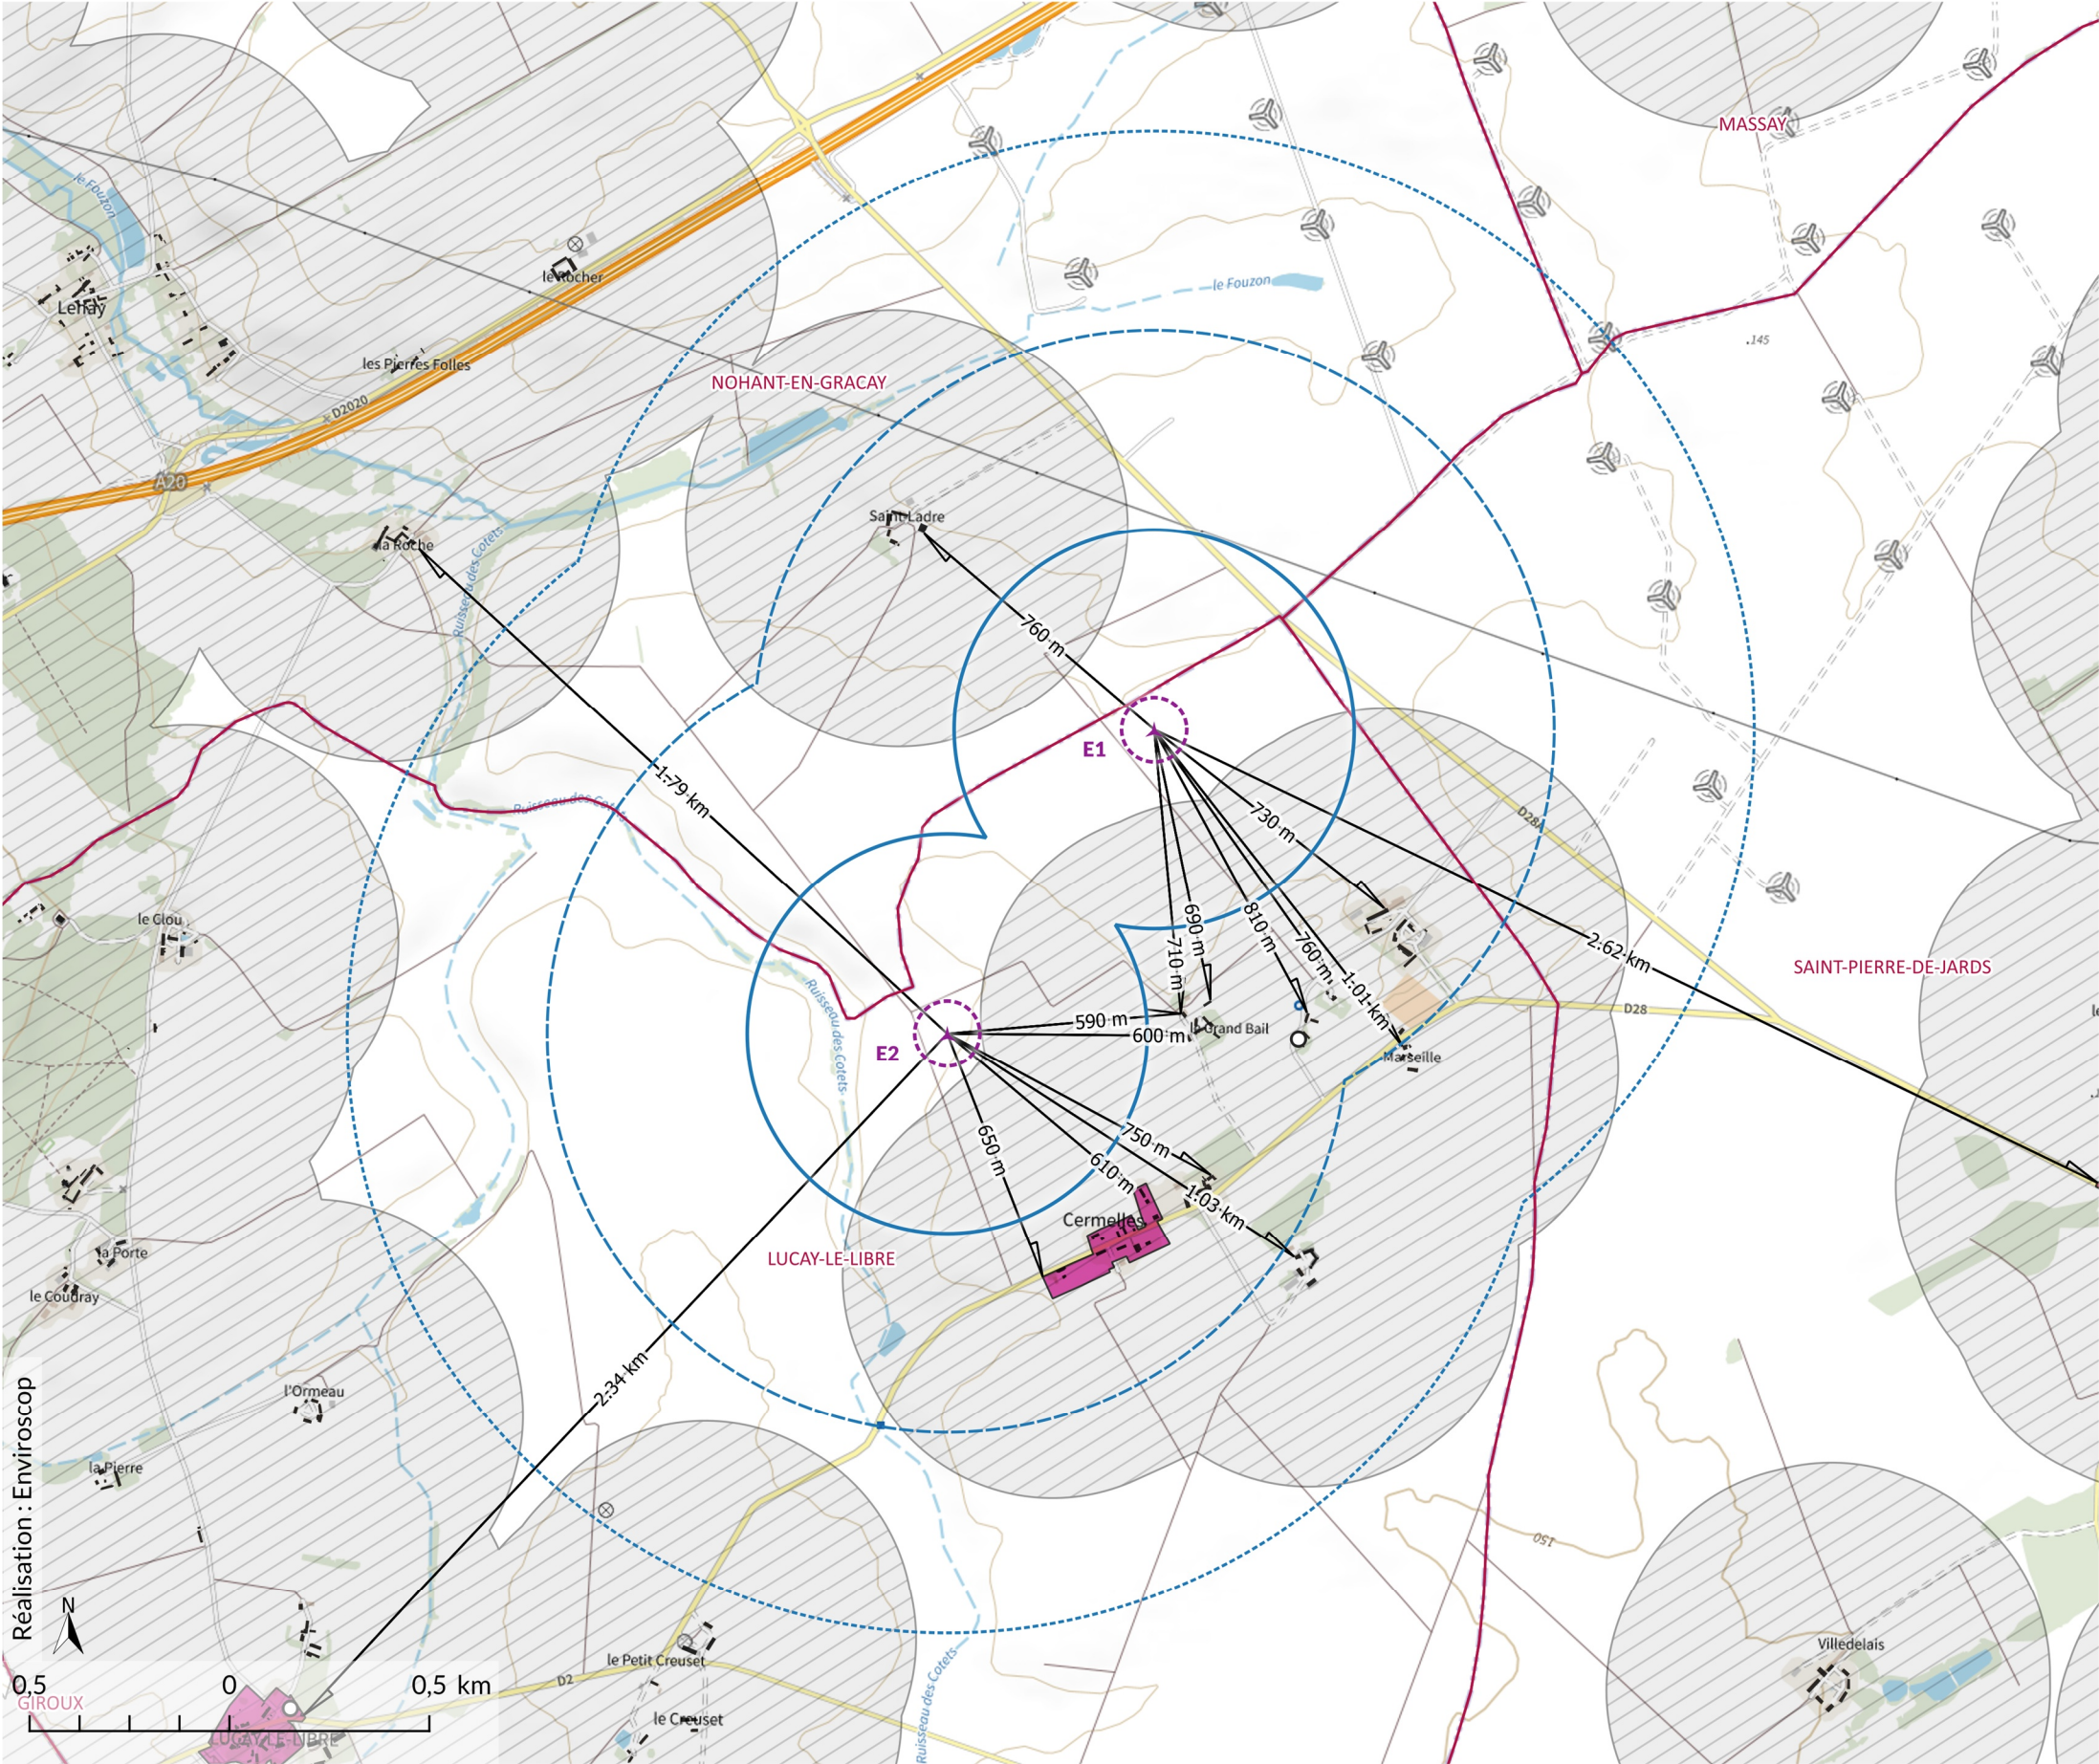 MASSAY
le Fouzon
le Rocher
le Fouzon
Lenay
.145
les Pierres Folles
NOHANT-EN-GRACAY
D2020
A20
Saint-Ladre
la Roche
Ruisseau des Cotets
760 m
E1
1.79 km
Ruisseau des Co
730 m
D28A
le Clou
690 m
810 m
710 m
760 m
1.01 km
2.62 km
SAINT-PIERRE-DE-JARDS
Ruisseau des Cotets
D28
590 m
600 m
le Grand Bail
E2
Marseille
750 m
650 m
610 m
1.03 km
Cermelles
la Porte
LUCAY-LE-LIBRE
le Coudray
2.34 km
l'Ormeau
la Pierre
150
Réalisation : Enviroscop
N
Villedelais
le Petit Creuset
D2
Ruisseau des Cotets
0,5 0 0,5 km
GIROUX
le Creuset
LUCAY-LE-LIBRE